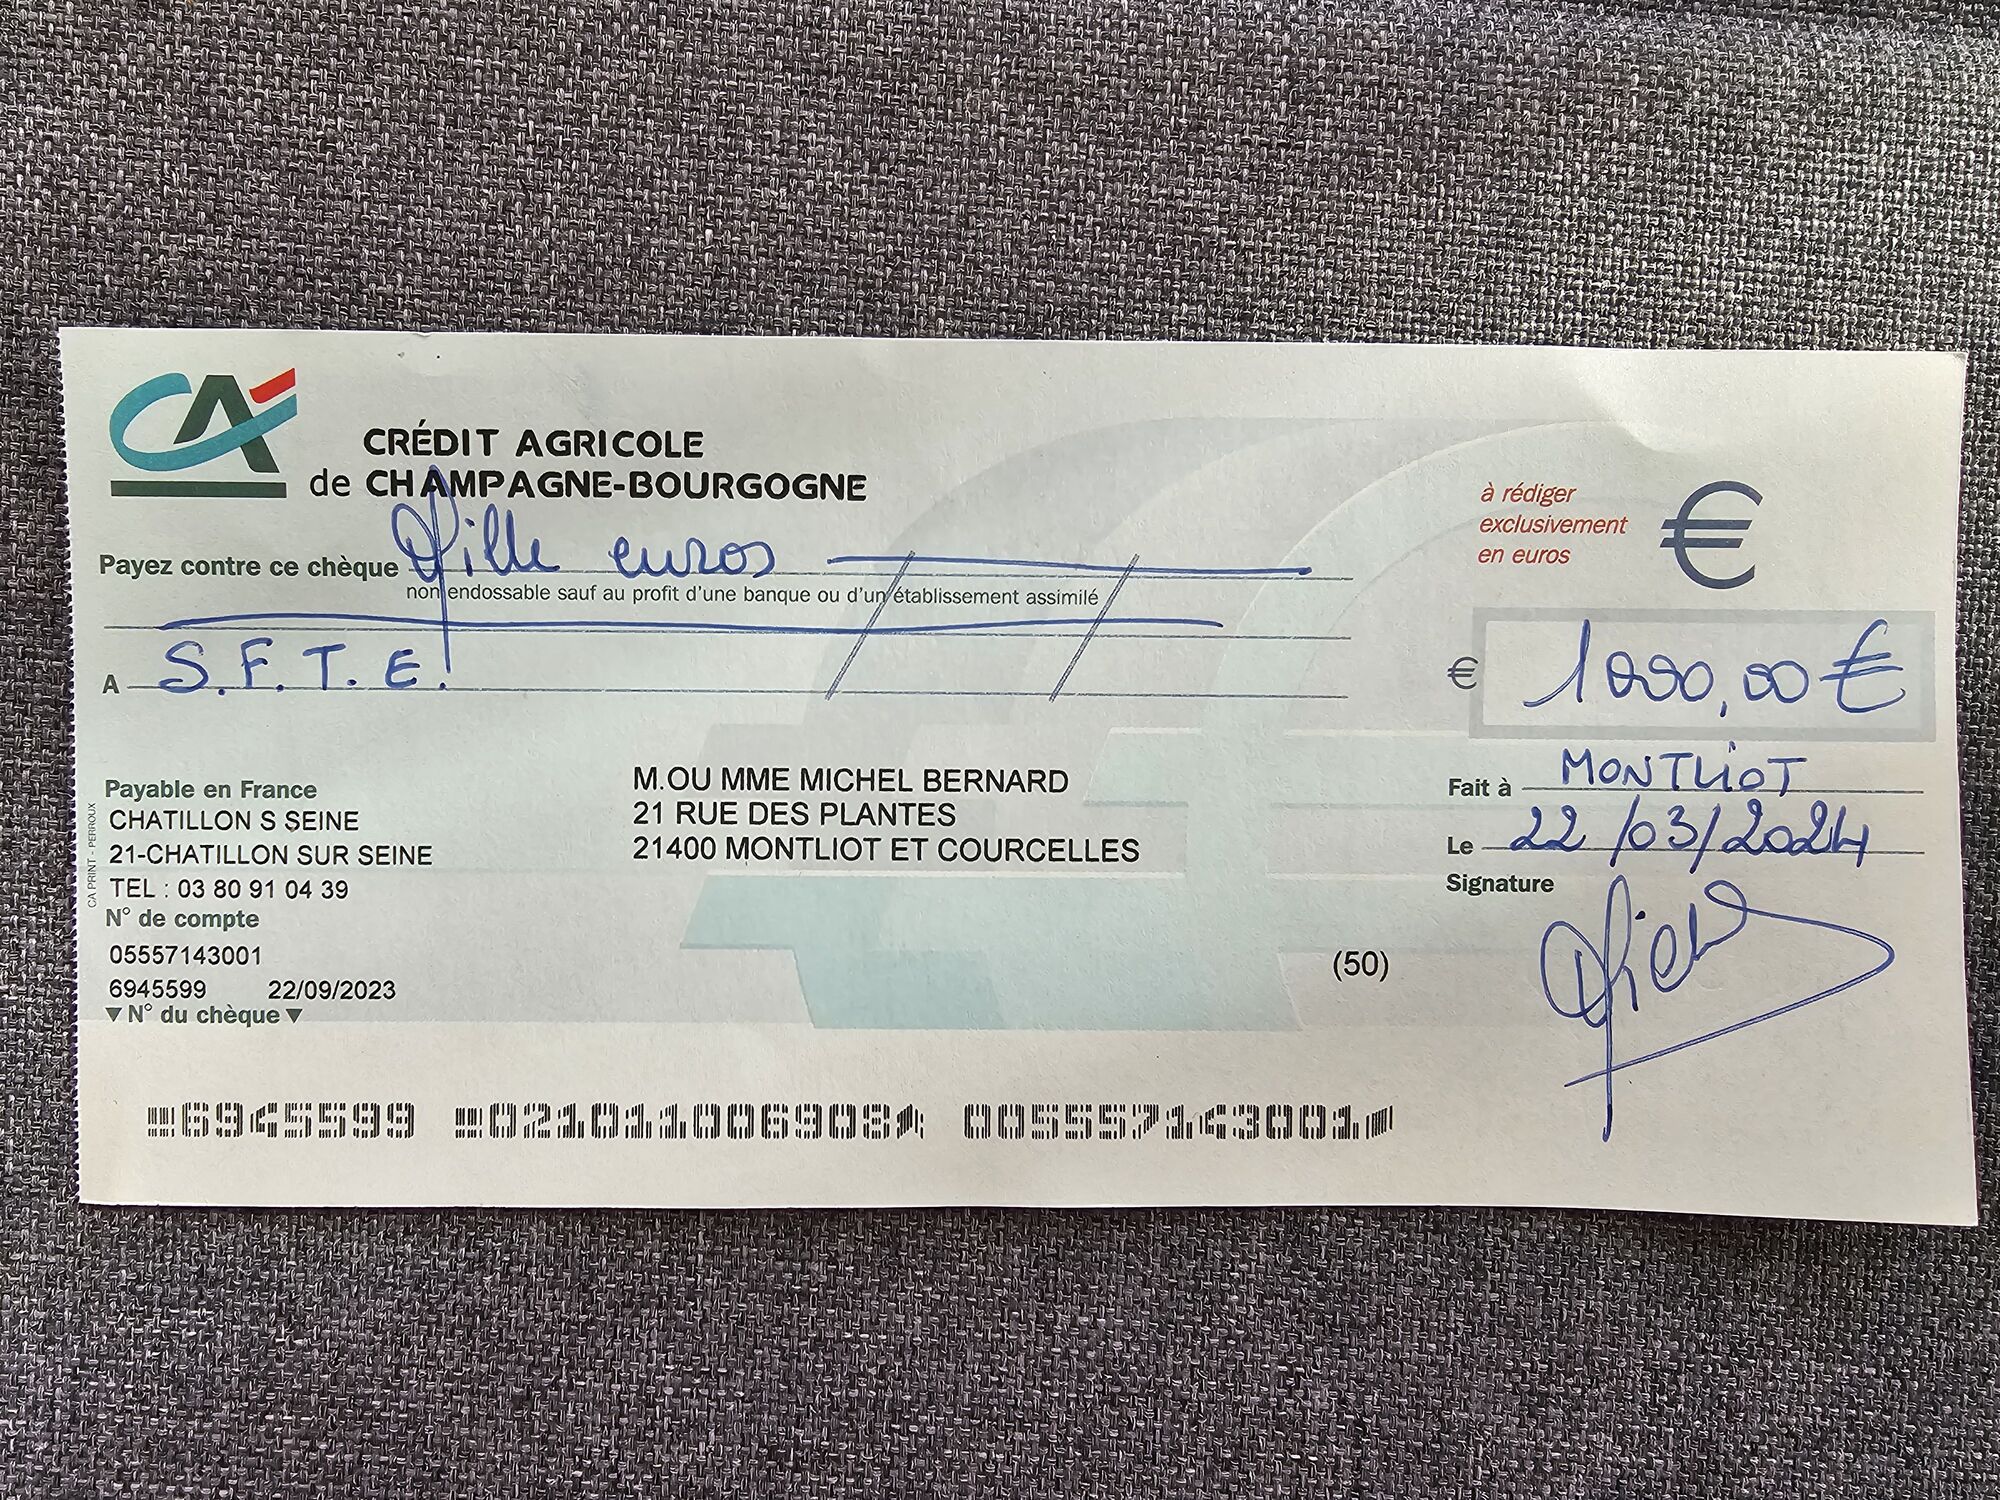 CA
CRÉDIT AGRICOLE
de CHAMPAGNE-BOURGOGNE
à rédiger
exclusivement
en euros
€
Payez contre ce chèque Mille euros
non endossable sauf au profit d'une banque ou d'un établissement assimilé
A S.F.T.E.
€ 1000,00 €
Payable en France
CHATILLON S SEINE
21-CHATILLON SUR SEINE
TEL : 03 80 91 04 39
N° de compte
05557143001
6945599 22/09/2023
▼ N° du chèque ▼
CA PRINT - PERROUX
M.OU MME MICHEL BERNARD
21 RUE DES PLANTES
21400 MONTLIOT ET COURCELLES
Fait à MONTLIOT
Le 22/03/2024
Signature
(50)
6945599 021011006908 005557143001